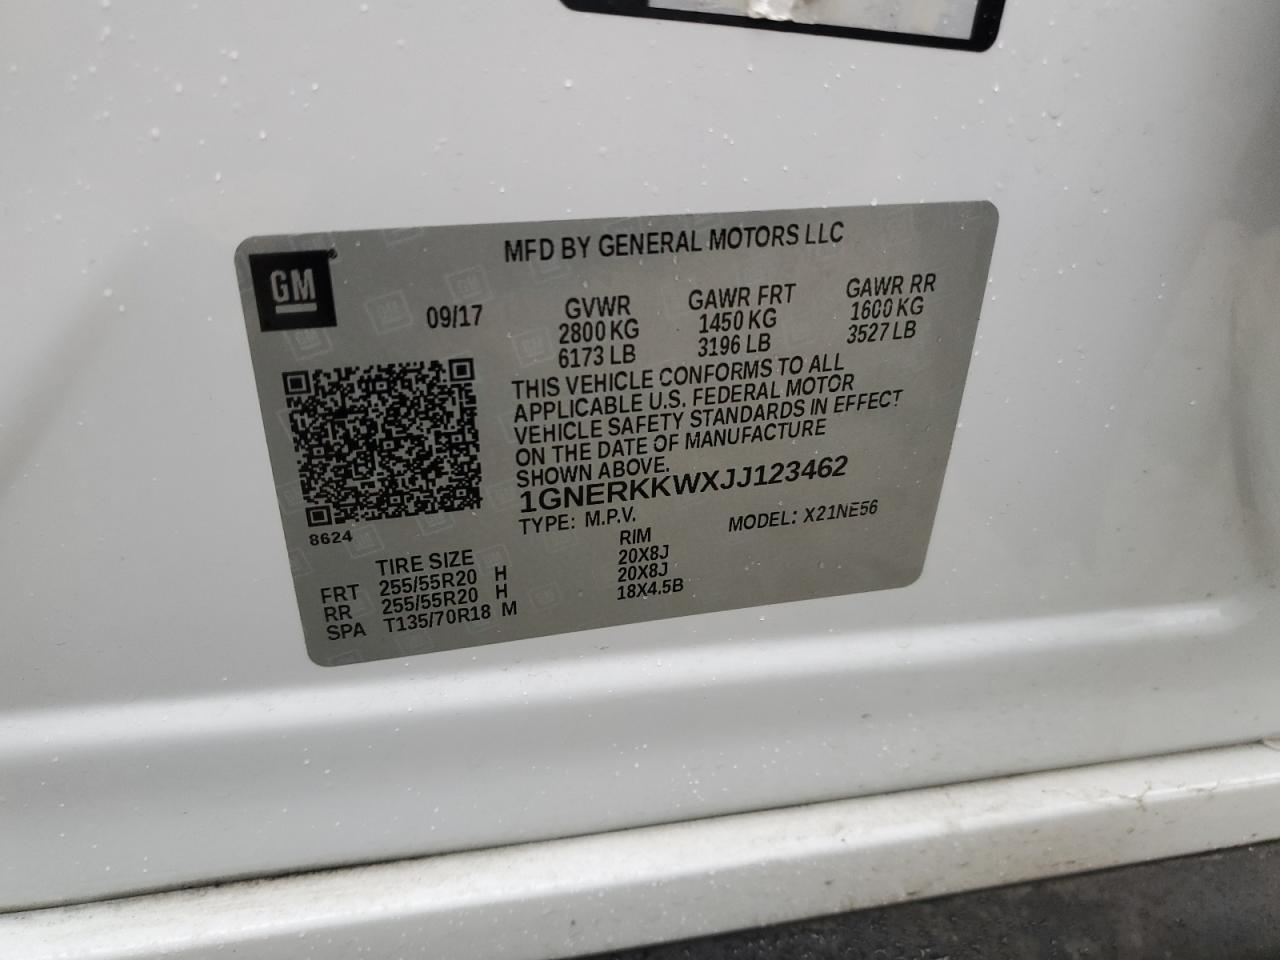 MFD BY GENERAL MOTORS LLC
GM®
09/17
GVWR GAWR FRT GAWR RR
2800 KG 1450 KG 1600 KG
6173 LB 3196 LB 3527 LB
THIS VEHICLE CONFORMS TO ALL
APPLICABLE U.S. FEDERAL MOTOR
VEHICLE SAFETY STANDARDS IN EFFECT
ON THE DATE OF MANUFACTURE
SHOWN ABOVE.
1GNERKKWXJJ123462
TYPE: M.P.V. MODEL: X21NE56
8624
TIRE SIZE RIM
FRT 255/55R20 H 20X8J
RR 255/55R20 H 20X8J
SPA T135/70R18 M 18X4.5B